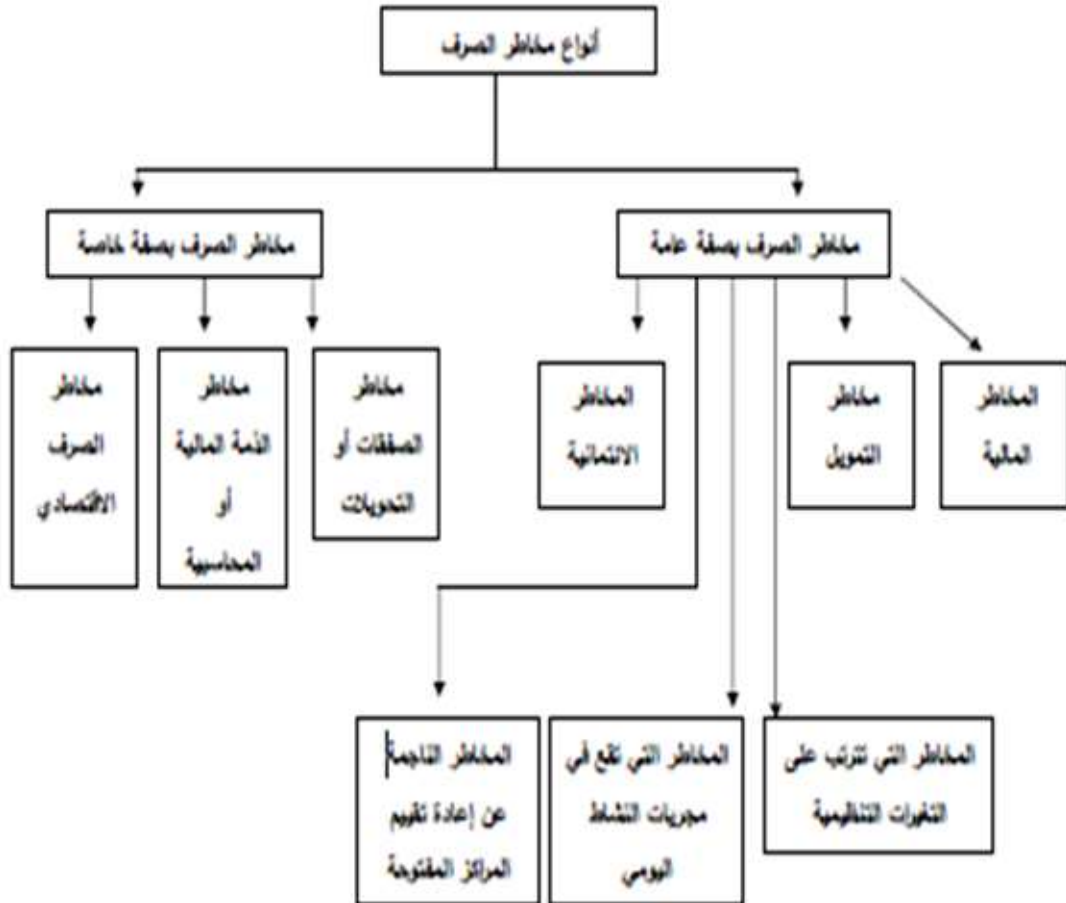 أنواع مخاطر الصرف
مخاطر الصرف بصفة عامة
مخاطر الصرف بصفة خاصة
المخاطر
المالية
مخاطر
التمويل
المخاطر
الائتمانية
مخاطر
الصفقات أو
التحويلات
مخاطر
الذمة المالية
أو
المحاسبية
مخاطر
الصرف
الاقتصادي
المخاطر التي تترتب على
التغيرات التنظيمية
المخاطر التي تقع في
مجريات النشاط
اليومي
المخاطر الناجمة
عن إعادة تقييم
المراكز المفتوحة